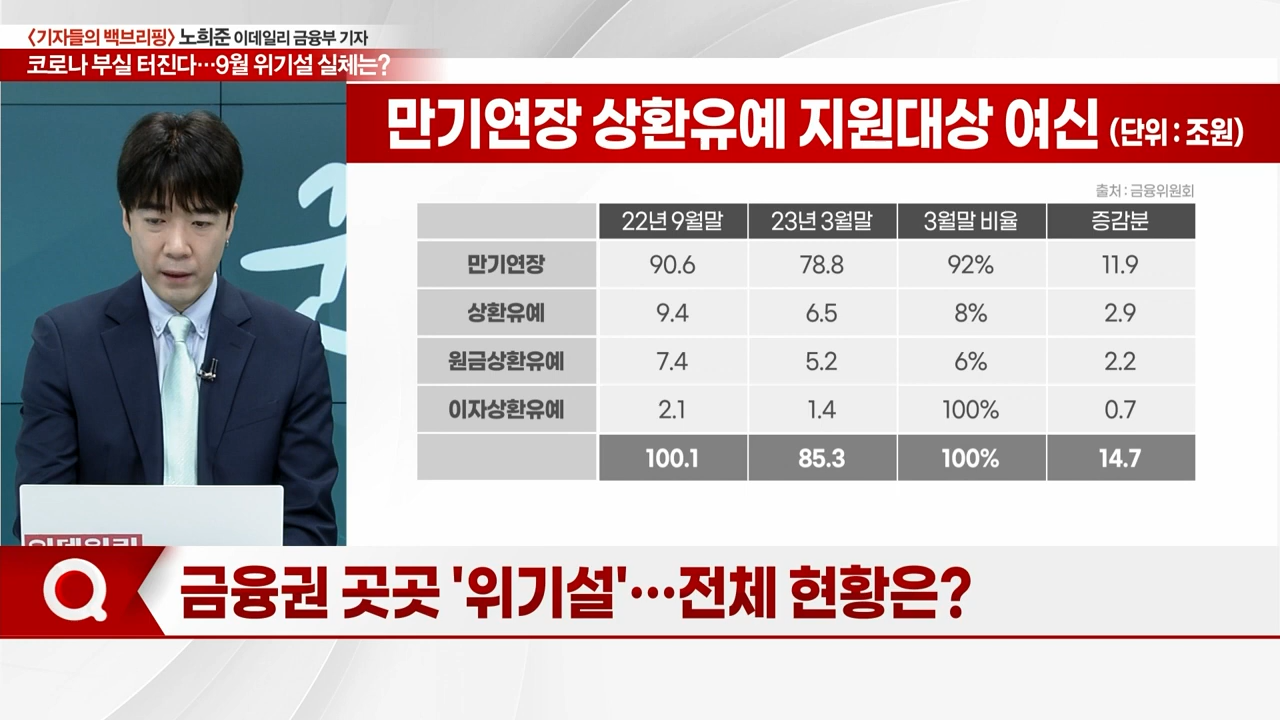 <기자들의 백브리핑> 노희준 이데일리 금융부 기자
코로나 부실 터진다…9월 위기설 실체는?
만기연장 상환유예 지원대상 여신 (단위 : 조원)
출처 : 금융위원회
22년 9월말 23년 3월말 3월말 비율 증감분
만기연장 90.6 78.8 92% 11.9
상환유예 9.4 6.5 8% 2.9
원금상환유예 7.4 5.2 6% 2.2
이자상환유예 2.1 1.4 100% 0.7
100.1 85.3 100% 14.7
금융권 곳곳 '위기설'…전체 현황은?